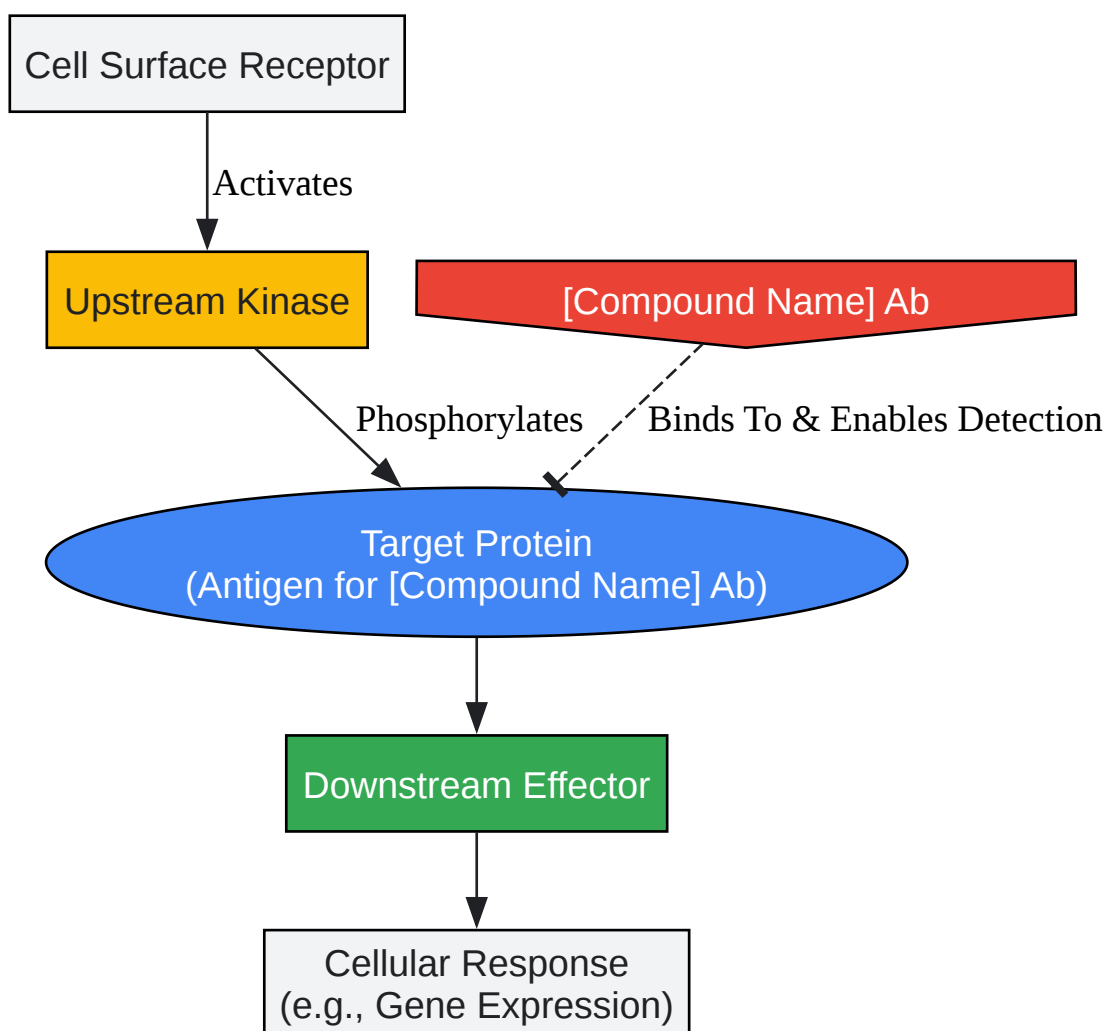 Cell Surface Receptor
Activates
Upstream Kinase
[Compound Name] Ab
Phosphorylates
Binds To & Enables Detection
Target Protein
(Antigen for [Compound Name] Ab)
Downstream Effector
Cellular Response
(e.g., Gene Expression)